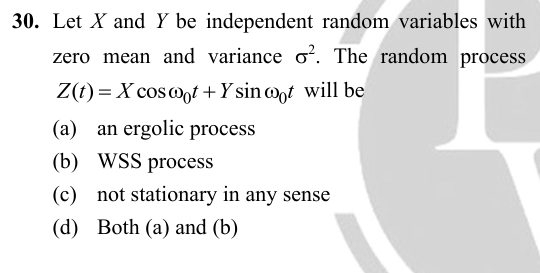 30. Let X and Y be independent random variables with
zero mean and variance σ². The random process
Z(t) = X cos ω₀t + Y sin ω₀t will be
(a) an ergolic process
(b) WSS process
(c) not stationary in any sense
(d) Both (a) and (b)